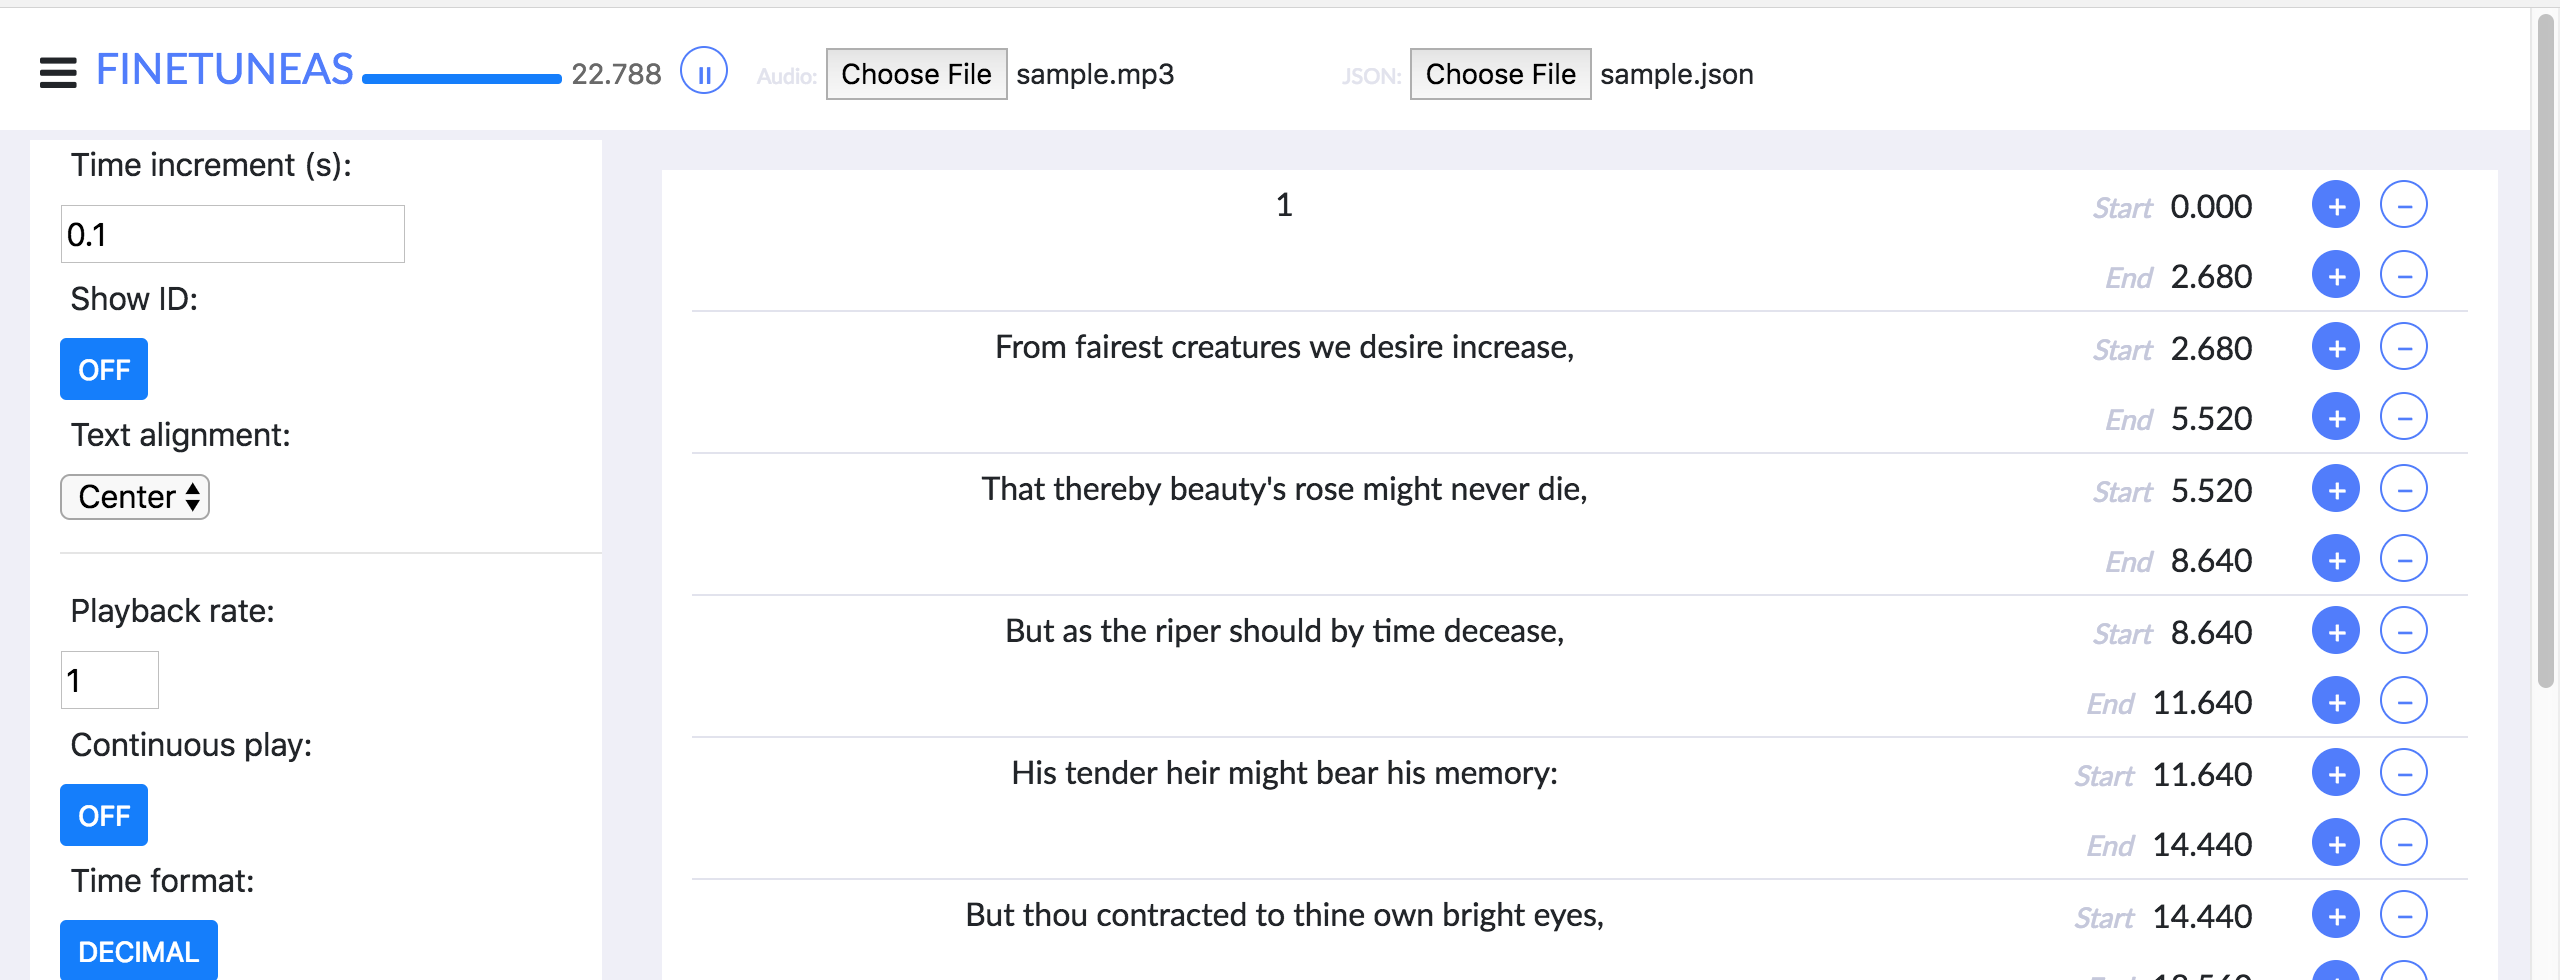 FINETUNEAS 22.788 Audio: Choose File sample.mp3 JSON: Choose File sample.json
Time increment (s):
0.1
Show ID:
OFF
Text alignment:
Center
Playback rate:
1
Continuous play:
OFF
Time format:
DECIMAL
1 Start 0.000 + −
End 2.680 + −
From fairest creatures we desire increase, Start 2.680 + −
End 5.520 + −
That thereby beauty's rose might never die, Start 5.520 + −
End 8.640 + −
But as the riper should by time decease, Start 8.640 + −
End 11.640 + −
His tender heir might bear his memory: Start 11.640 + −
End 14.440 + −
But thou contracted to thine own bright eyes, Start 14.440 + −